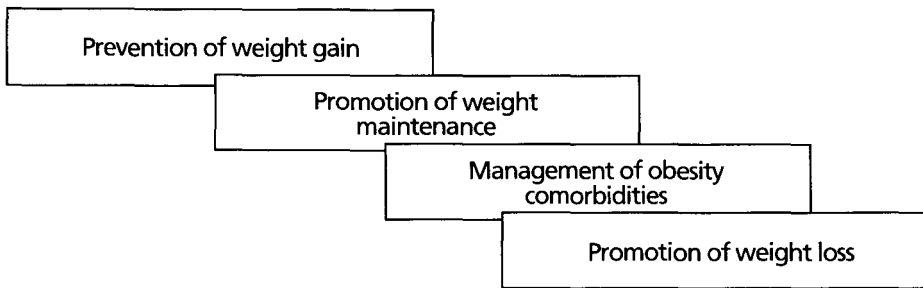 Prevention of weight gain
Promotion of weight
maintenance
Management of obesity
comorbidities
Promotion of weight loss